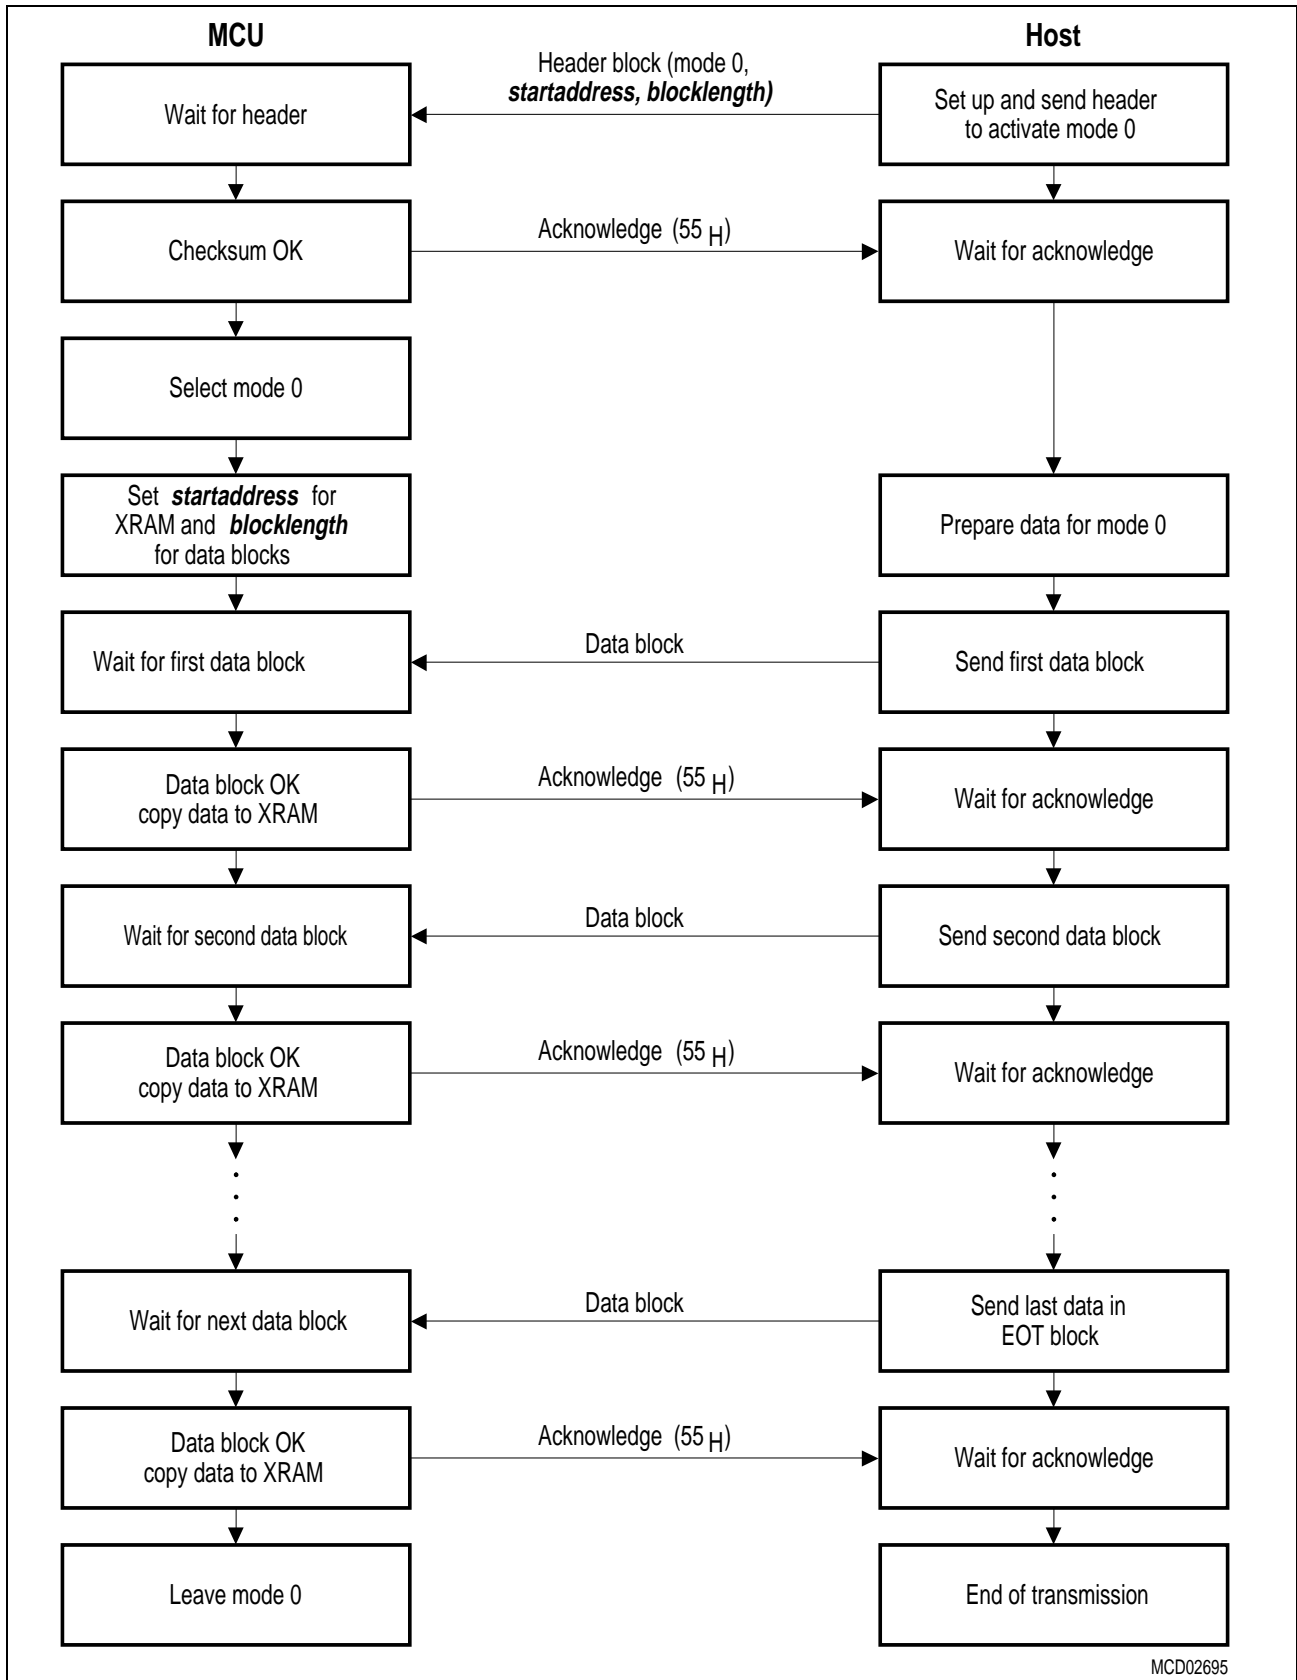 MCU
Host
Header block (mode 0,
startaddress, blocklength)
Wait for header
Set up and send header
to activate mode 0
Checksum OK
Acknowledge (55 H)
Wait for acknowledge
Select mode 0
Set startaddress for
XRAM and blocklength
for data blocks
Prepare data for mode 0
Wait for first data block
Data block
Send first data block
Data block OK
copy data to XRAM
Acknowledge (55 H)
Wait for acknowledge
Wait for second data block
Data block
Send second data block
Data block OK
copy data to XRAM
Acknowledge (55 H)
Wait for acknowledge
Wait for next data block
Data block
Send last data in
EOT block
Data block OK
copy data to XRAM
Acknowledge (55 H)
Wait for acknowledge
Leave mode 0
End of transmission
MCD02695